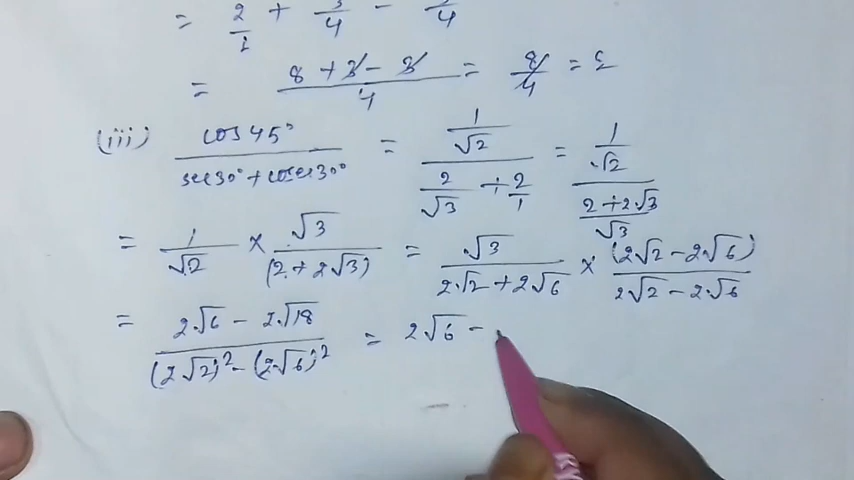 = 2/1 + 3/4 - 3/4
= (8 + 3 - 3)/4 = 8/4 = 2
(iii) cos 45° / (sec 30° + cosec 30°) = (1/√2) / (2/√3 + 2/1) = (1/√2) / ((2 + 2√3)/√3)
= 1/√2 × √3/(2 + 2√3) = √3/(2√2 + 2√6) × (2√2 - 2√6)/(2√2 - 2√6)
= (2√6 - 2√18)/((2√2)² - (2√6)²) = 2√6 -